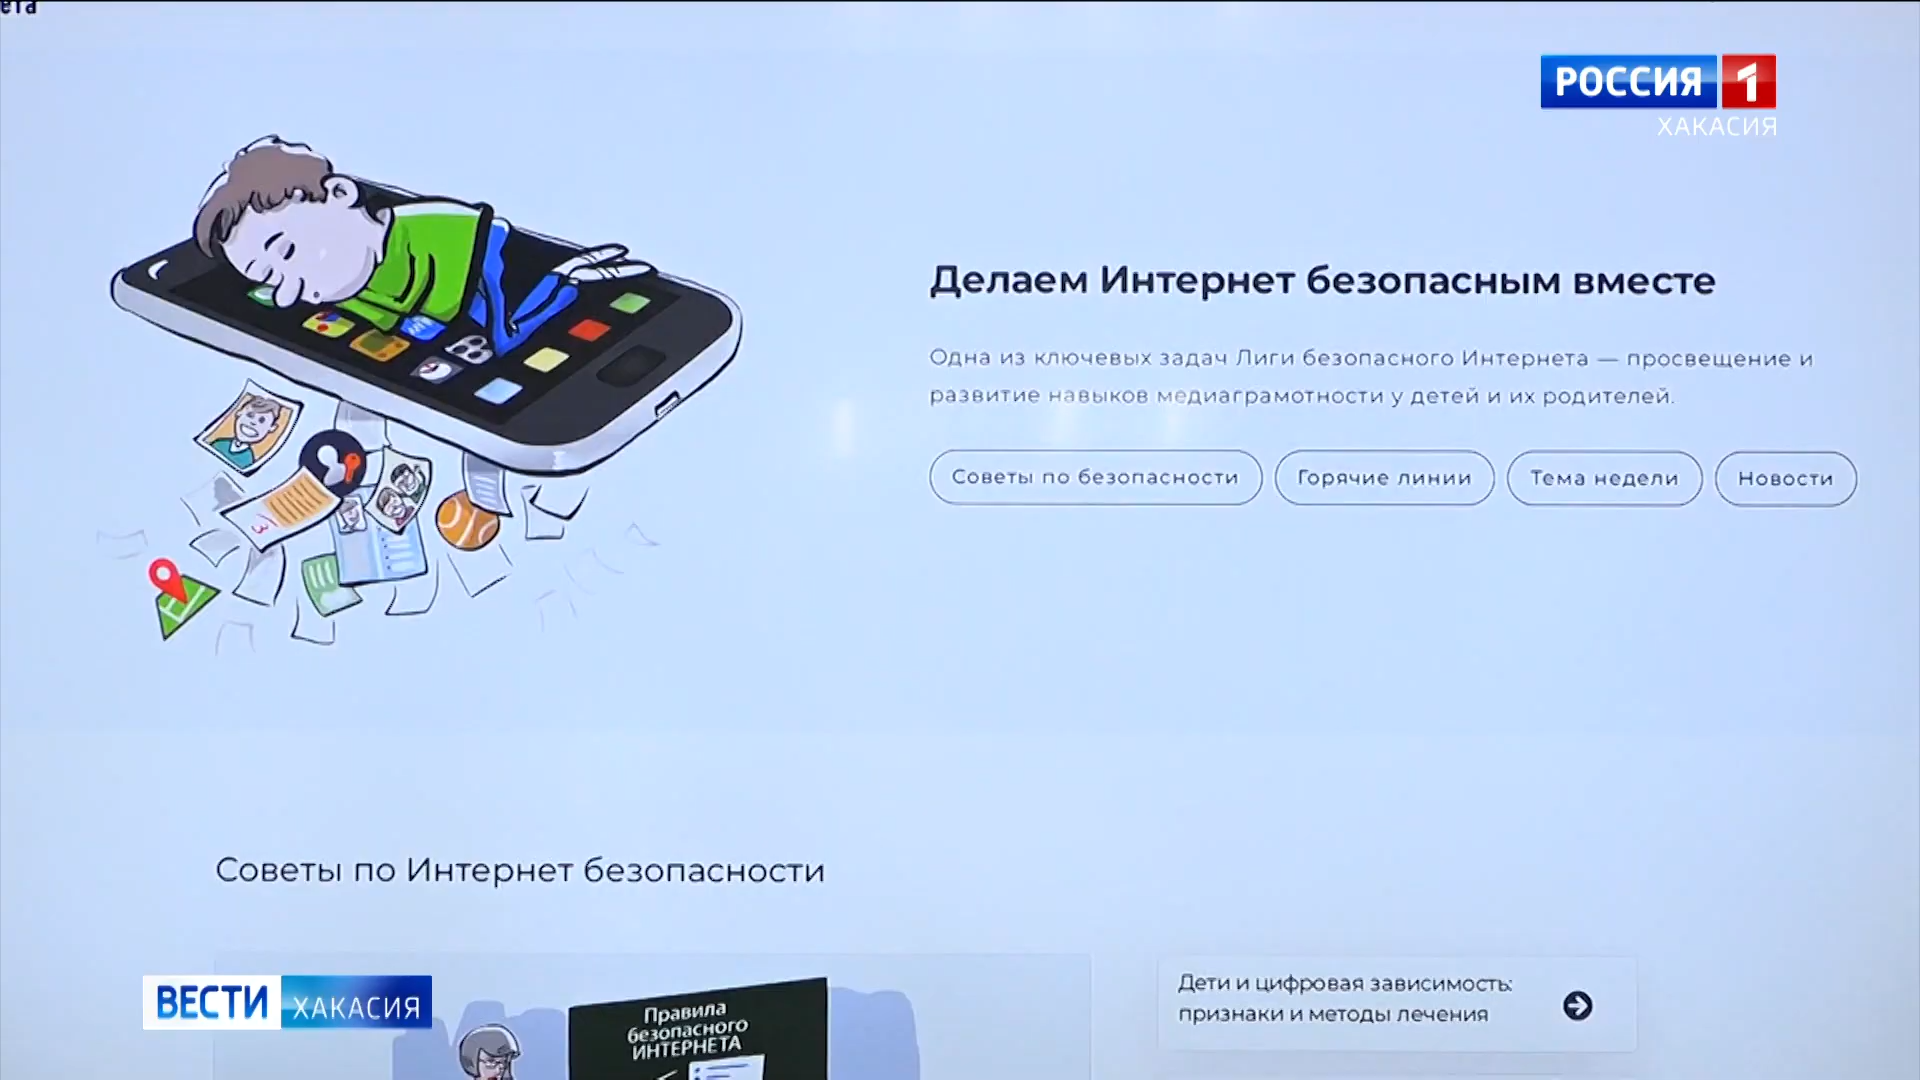 РОССИЯ 1
ХАКАСИЯ
Делаем Интернет безопасным вместе
Одна из ключевых задач Лиги безопасного Интернета — просвещение и
развитие навыков медиаграмотности у детей и их родителей.
Советы по безопасности
Горячие линии
Тема недели
Новости
Советы по Интернет безопасности
Правила
безопасного
ИНТЕРНЕТА
Дети и цифровая зависимость:
признаки и методы лечения
ВЕСТИ ХАКАСИЯ